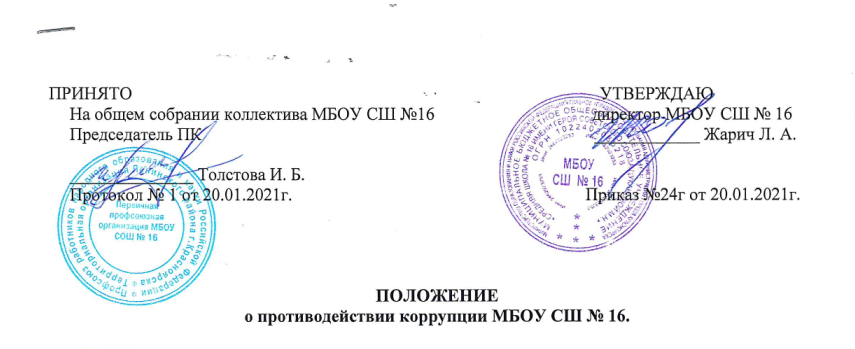 ПРИНЯТО
На общем собрании коллектива МБОУ СШ №16
Председатель ПК
Толстова И. Б.
Протокол № 1 от 20.01.2021г.
УТВЕРЖДАЮ
директор МБОУ СШ № 16
Жарич Л. А.
Приказ №24г от 20.01.2021г.
Первичная
профсоюзная
организация МБОУ
СОШ № 16
МБОУ
СШ № 16
ПОЛОЖЕНИЕ
о противодействии коррупции МБОУ СШ № 16.